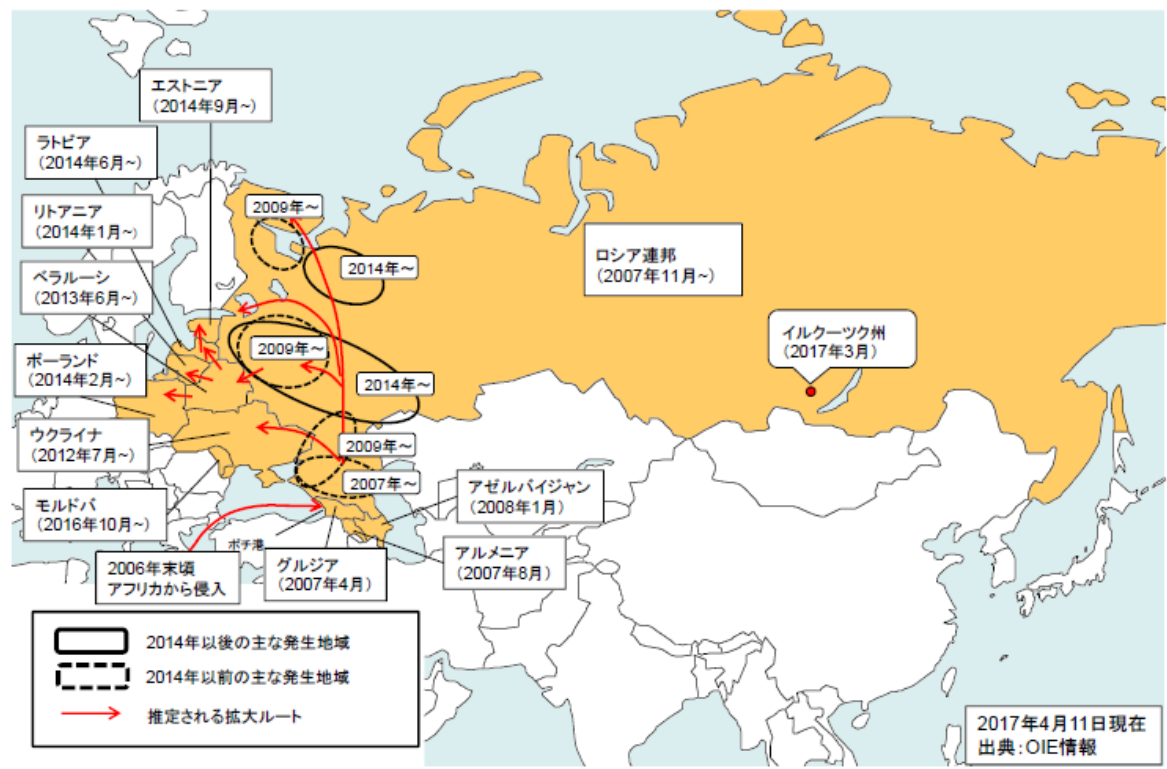 エストニア
（2014年9月～）
ラトビア
（2014年6月～）
リトアニア
（2014年1月～）
ベラルーシ
（2013年6月～）
ポーランド
（2014年2月～）
ウクライナ
（2012年7月～）
モルドバ
（2016年10月～）
2006年末頃
アフリカから侵入
ポチ港
グルジア
（2007年4月）
アルメニア
（2007年8月）
アゼルバイジャン
（2008年1月）
2009年～
2014年～
2009年～
2014年～
2009年～
2007年～
ロシア連邦
（2007年11月～）
イルクーツク州
（2017年3月）
2014年以後の主な発生地域
2014年以前の主な発生地域
推定される拡大ルート
2017年4月11日現在
出典：OIE情報